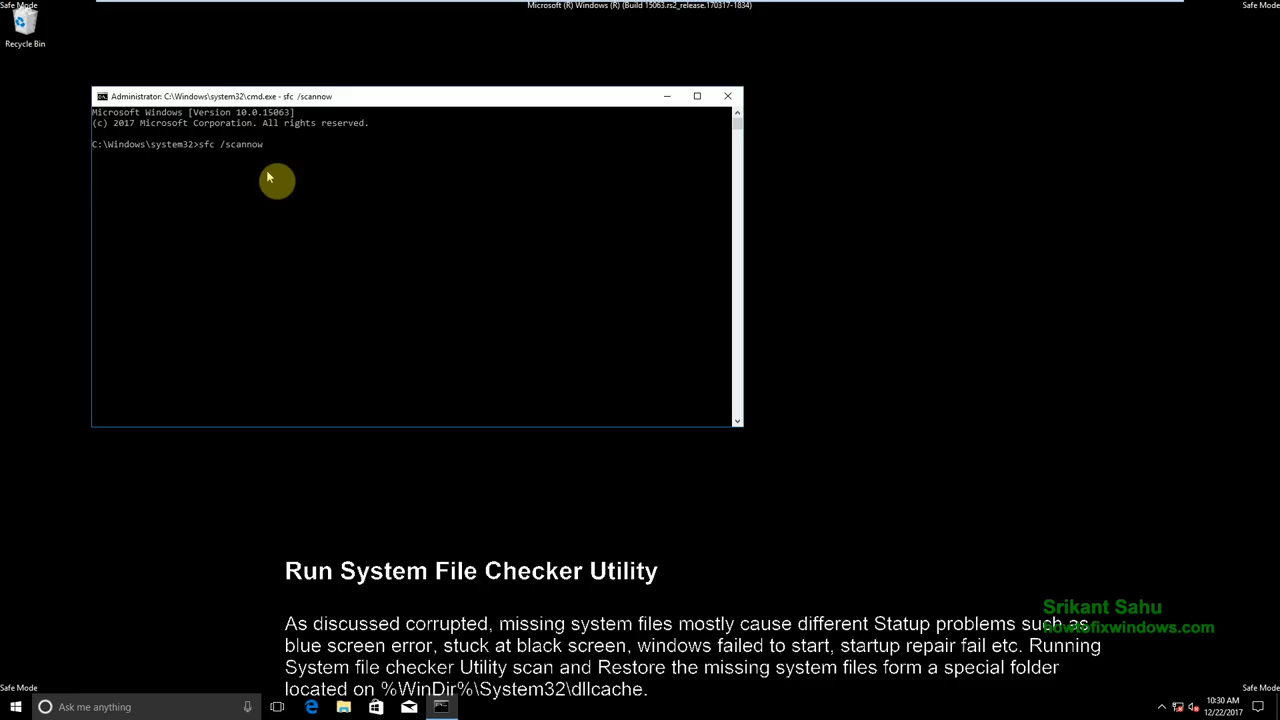 Safe Mode
Microsoft (R) Windows (R) (Build 15063.rs2_release.170317-1834)
Safe Mode
Recycle Bin
Administrator: C:\Windows\system32\cmd.exe - sfc /scannow
Microsoft Windows [Version 10.0.15063]
(c) 2017 Microsoft Corporation. All rights reserved.
C:\Windows\system32>sfc /scannow
Run System File Checker Utility
As discussed corrupted, missing system files mostly cause different Statup problems such as
blue screen error, stuck at black screen, windows failed to start, startup repair fail etc. Running
System file checker Utility scan and Restore the missing system files form a special folder
located on %WinDir%\System32\dllcache.
Srikant Sahu
howtofixwindows.com
Safe Mode
Safe Mode
Ask me anything
10:30 AM
12/22/2017